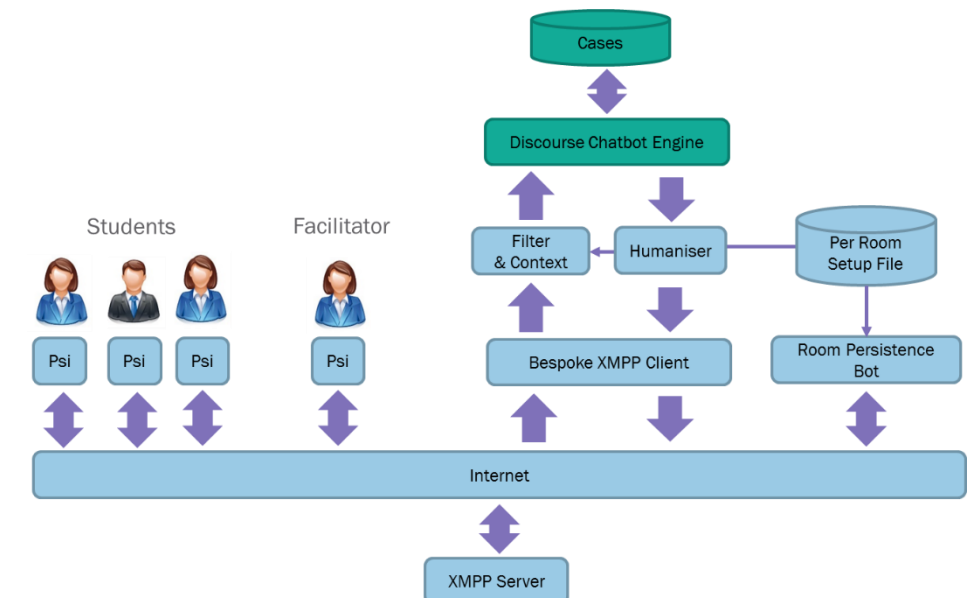 Cases
Discourse Chatbot Engine
Students
Facilitator
Filter
& Context
Humaniser
Per Room
Setup File
Psi
Psi
Psi
Psi
Bespoke XMPP Client
Room Persistence
Bot
Internet
XMPP Server